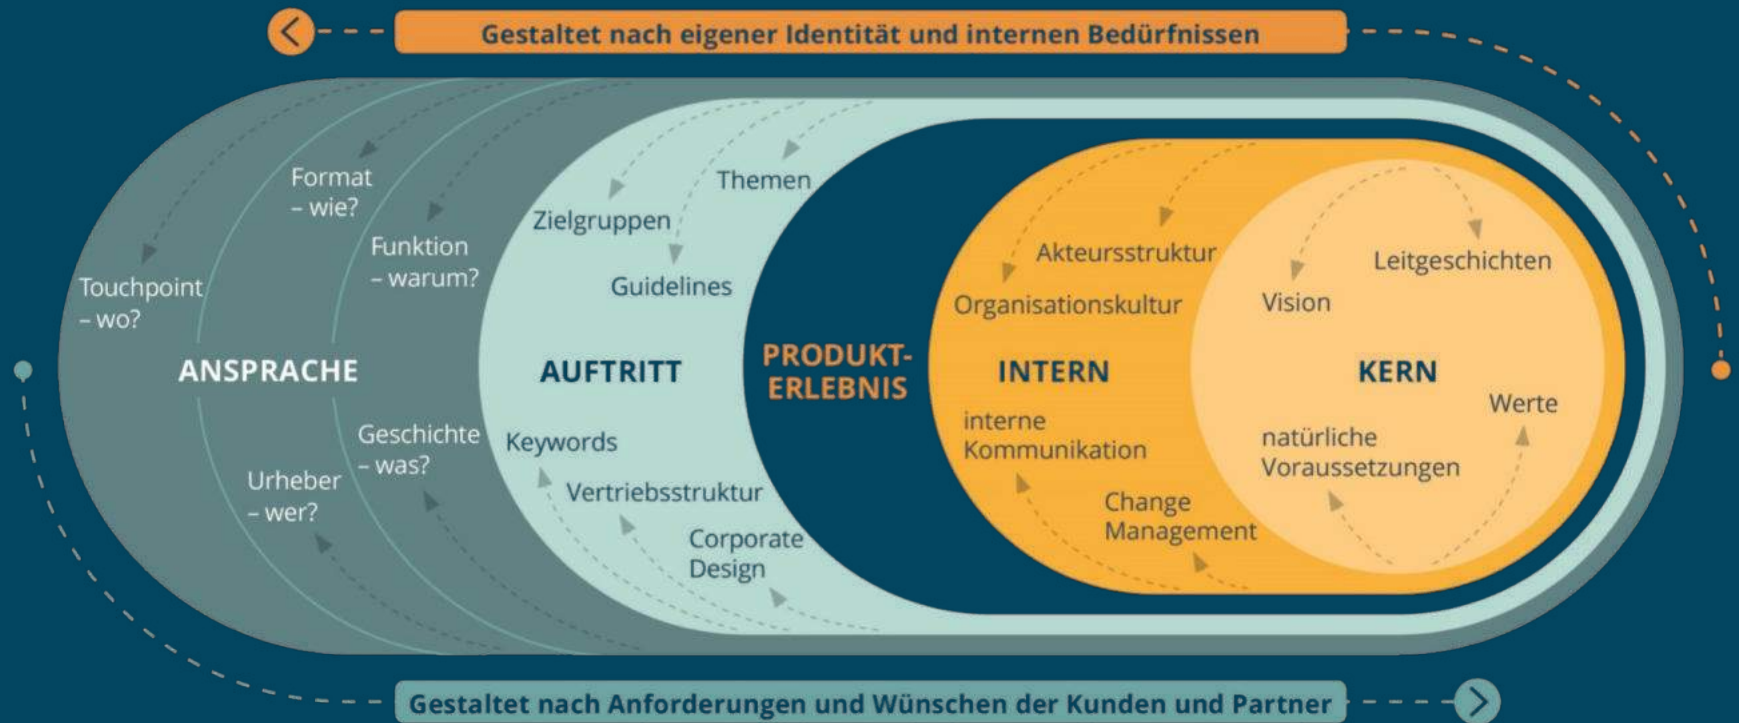 Gestaltet nach eigener Identität und internen Bedürfnissen
Format
– wie?
Funktion
– warum?
Touchpoint
– wo?
ANSPRACHE
Geschichte
– was?
Urheber
– wer?
Themen
Zielgruppen
Guidelines
AUFTRITT
Keywords
Vertriebsstruktur
Corporate
Design
PRODUKT-
ERLEBNIS
Akteursstruktur
Organisationskultur
INTERN
interne
Kommunikation
Change
Management
Leitgeschichten
Vision
KERN
Werte
natürliche
Voraussetzungen
Gestaltet nach Anforderungen und Wünschen der Kunden und Partner